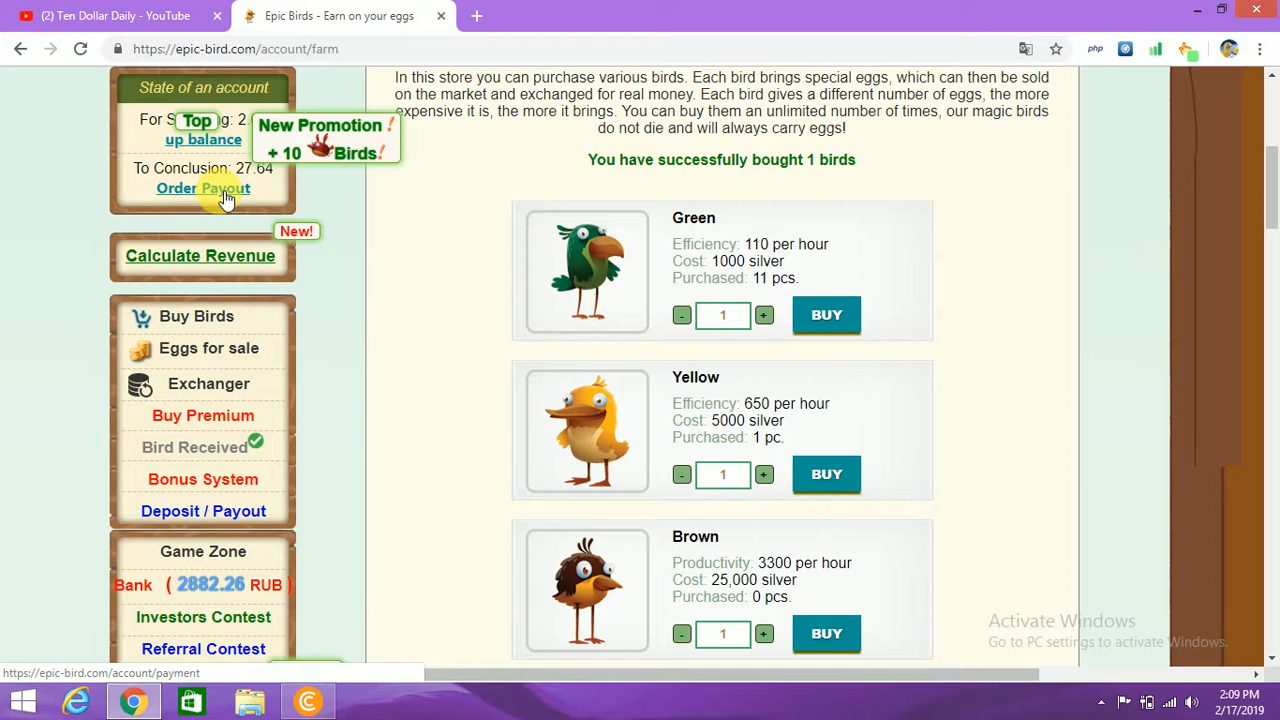 (2) Ten Dollar Daily - YouTube
Epic Birds - Earn on your eggs
https://epic-bird.com/account/farm
php
State of an account
Top
up balance
New Promotion!
+ 10 Birds!
To Conclusion: 27.64
Order Payout
New!
Calculate Revenue
Buy Birds
Eggs for sale
Exchanger
Buy Premium
Bird Received
Bonus System
Deposit / Payout
Game Zone
Bank ( 2882.26 RUB )
Investors Contest
Referral Contest
In this store you can purchase various birds. Each bird brings special eggs, which can then be sold
on the market and exchanged for real money. Each bird gives a different number of eggs, the more
expensive it is, the more it brings. You can buy them an unlimited number of times, our magic birds
do not die and will always carry eggs!
You have successfully bought 1 birds
Green
Efficiency: 110 per hour
Cost: 1000 silver
Purchased: 11 pcs.
- 1 + BUY
Yellow
Efficiency: 650 per hour
Cost: 5000 silver
Purchased: 1 pc.
- 1 + BUY
Brown
Productivity: 3300 per hour
Cost: 25,000 silver
Purchased: 0 pcs.
- 1 + BUY
Activate Windows
Go to PC settings to activate Windows.
https://epic-bird.com/account/payment
2:09 PM
2/17/2019